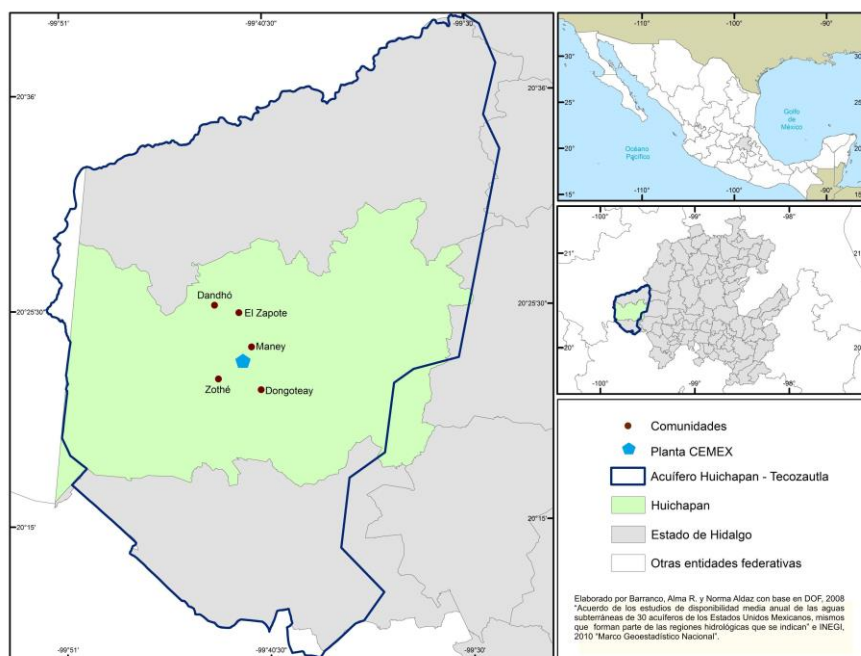 -99°51'
-99°40'30"
-99°30'
20°36'
20°36'
Dandhó
El Zapote
20°25'30"
20°25'30"
Maney
Zothé
Dongoteay
20°15'
20°15'
-99°51'
-99°40'30"
-99°30'
-110°
-100°
-90°
30°
30°
25°
25°
Golfo
de
México
20°
20°
Océano
Pacífico
15°
15°
-110°
-100°
-90°
-100°
-99°
-98°
21°
21°
20°
20°
-100°
-99°
-98°
Comunidades
Planta CEMEX
Acuífero Huichapan - Tecozautla
Huichapan
Estado de Hidalgo
Otras entidades federativas
Elaborado por Barranco, Alma R. y Norma Aldaz con base en DOF, 2008
"Acuerdo de los estudios de disponibilidad media anual de las aguas
subterráneas de 30 acuíferos de los Estados Unidos Mexicanos, mismos
que forman parte de las regiones hidrológicas que se indican" e INEGI,
2010 "Marco Geoestadístico Nacional".